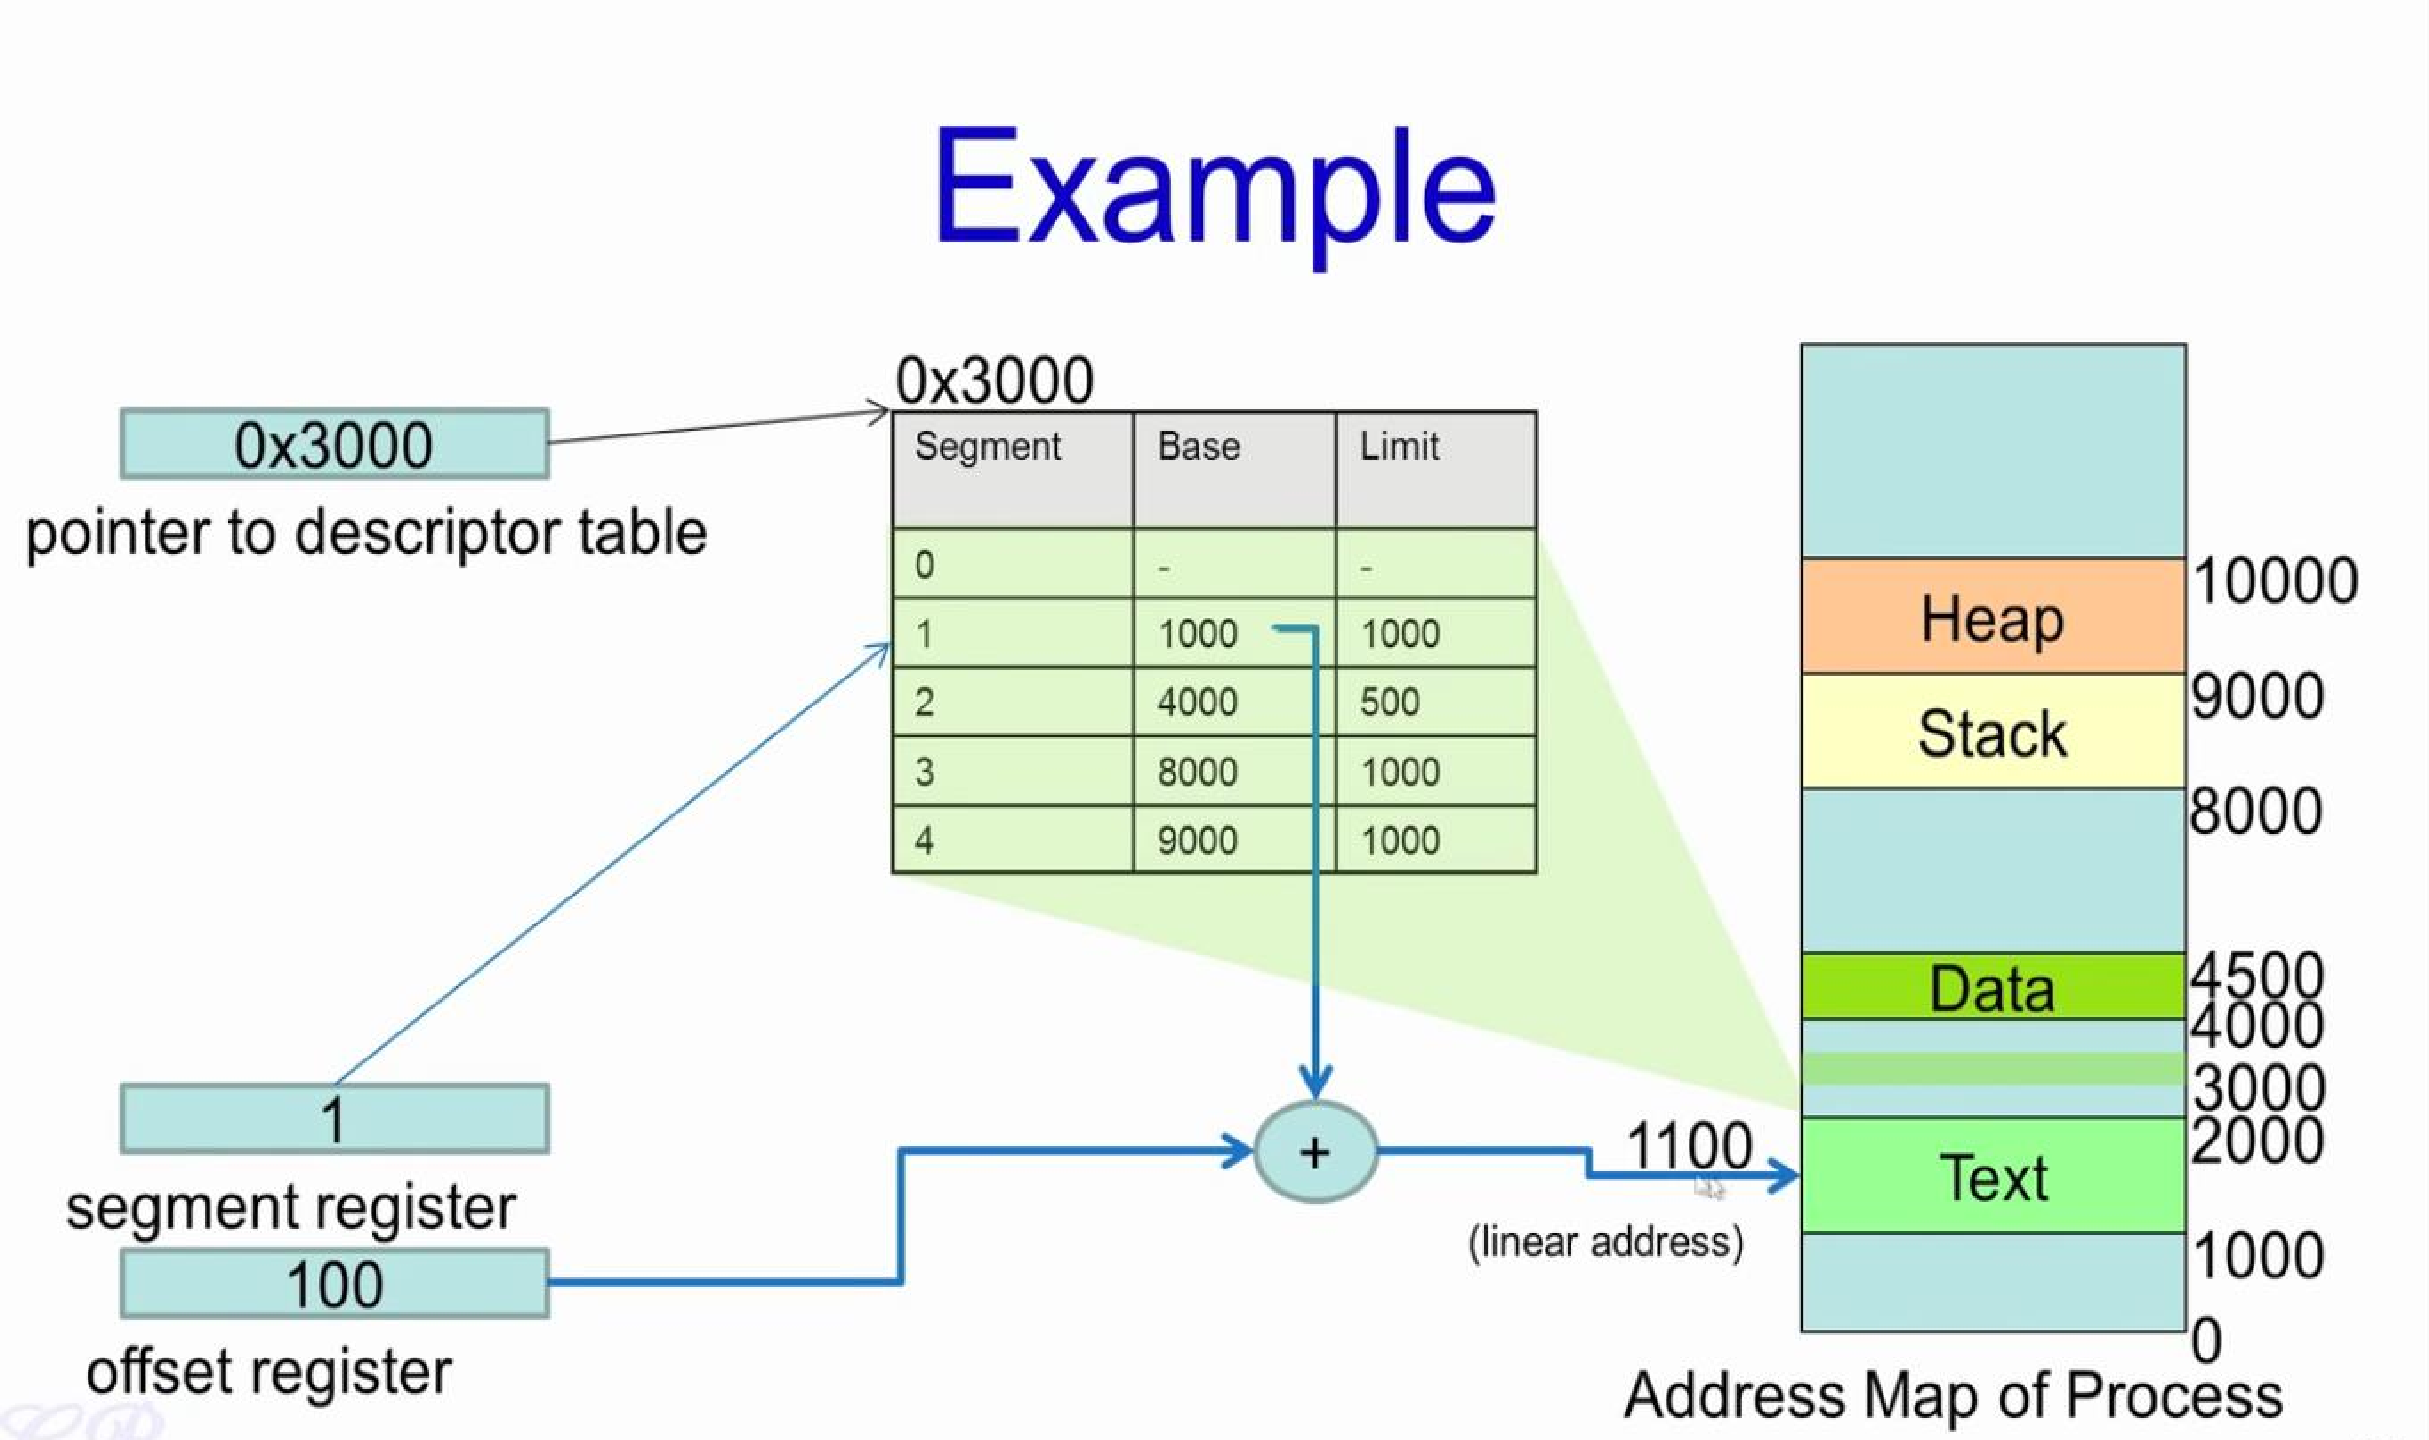 Example
0x3000
pointer to descriptor table
0x3000
Segment Base Limit
0 - -
1 1000 1000
2 4000 500
3 8000 1000
4 9000 1000
1
segment register
100
offset register
+
1100
(linear address)
Heap
Stack
Data
Text
10000
9000
8000
4500
4000
3000
2000
1000
0
Address Map of Process